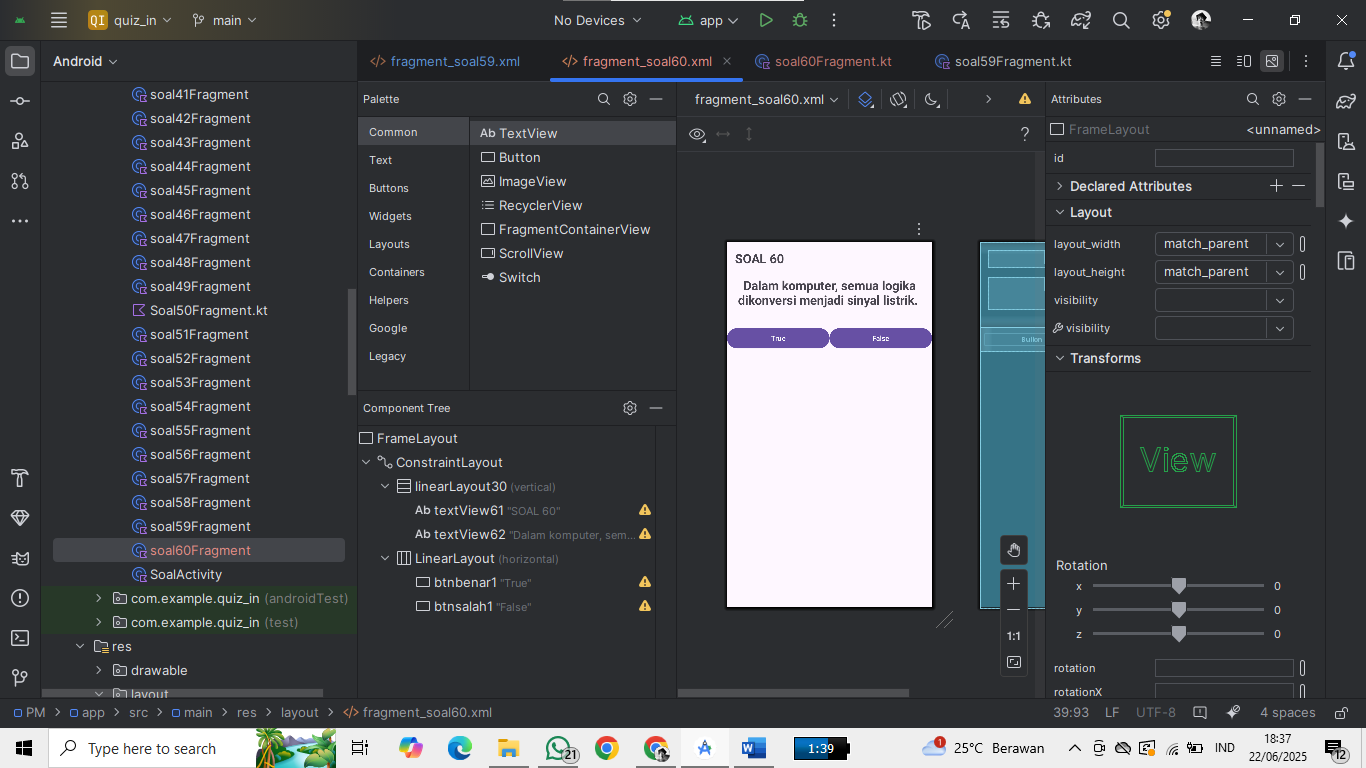 QI
quiz_in
main
No Devices
app
Android
fragment_soal59.xml
fragment_soal60.xml
soal60Fragment.kt
soal59Fragment.kt
soal41Fragment
soal42Fragment
soal43Fragment
soal44Fragment
soal45Fragment
soal46Fragment
soal47Fragment
soal48Fragment
soal49Fragment
Soal50Fragment.kt
soal51Fragment
soal52Fragment
soal53Fragment
soal54Fragment
soal55Fragment
soal56Fragment
soal57Fragment
soal58Fragment
soal59Fragment
soal60Fragment
SoalActivity
com.example.quiz_in (androidTest)
com.example.quiz_in (test)
res
drawable
layout
Palette
Common
Text
Buttons
Widgets
Layouts
Containers
Helpers
Google
Legacy
Ab TextView
Button
ImageView
RecyclerView
FragmentContainerView
ScrollView
Switch
Component Tree
FrameLayout
ConstraintLayout
linearLayout30 (vertical)
Ab textView61 "SOAL 60"
Ab textView62 "Dalam komputer, sem...
LinearLayout (horizontal)
btnbenar1 "True"
btnsalah1 "False"
fragment_soal60.xml
?
SOAL 60
Dalam komputer, semua logika
dikonversi menjadi sinyal listrik.
True
False
Button
1:1
Attributes
FrameLayout
<unnamed>
id
Declared Attributes
Layout
layout_width match_parent
layout_height match_parent
visibility
visibility
Transforms
View
Rotation
x 0
y 0
z 0
rotation
rotationX
PM > app > src > main > res > layout > fragment_soal60.xml
39:93 LF UTF-8 4 spaces
Type here to search
21
W
1:39
1
25°C Berawan
IND
18:37
22/06/2025
12